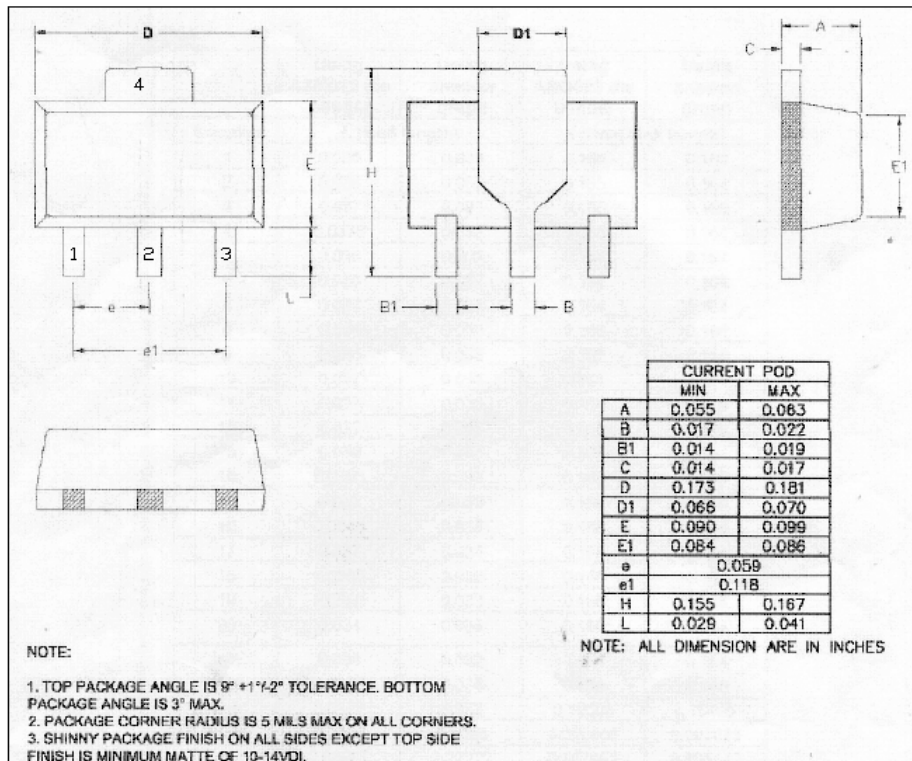 D
D1
A
C
4
E
H
E1
1 2 3
L
B1
B
e
e1
CURRENT POD
MIN MAX
A 0.055 0.063
B 0.017 0.022
B1 0.014 0.019
C 0.014 0.017
D 0.173 0.181
D1 0.066 0.070
E 0.090 0.099
E1 0.084 0.086
e 0.059
e1 0.118
H 0.155 0.167
L 0.029 0.041
NOTE: ALL DIMENSION ARE IN INCHES
NOTE:
1. TOP PACKAGE ANGLE IS 9° +1°/-2° TOLERANCE. BOTTOM
PACKAGE ANGLE IS 3° MAX.
2. PACKAGE CORNER RADIUS IS 5 MILS MAX ON ALL CORNERS.
3. SHINNY PACKAGE FINISH ON ALL SIDES EXCEPT TOP SIDE
FINISH IS MINIMUM MATTE OF 10-14VDI.